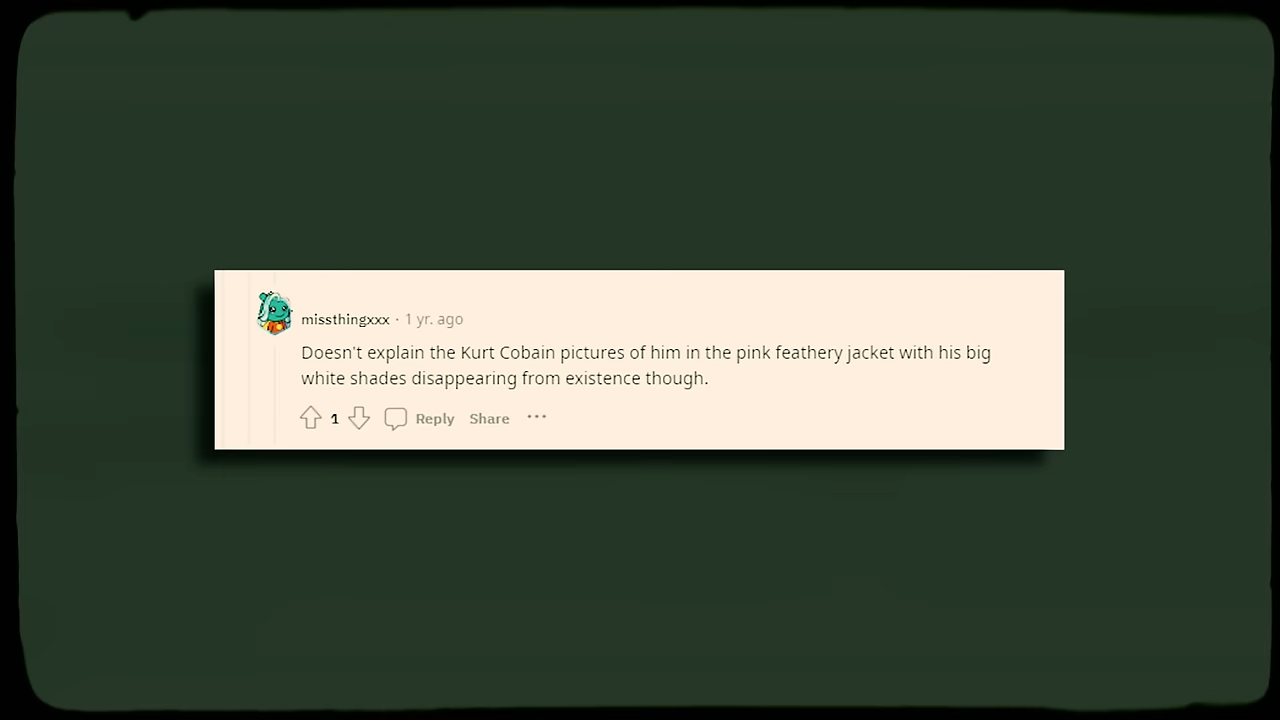 missthingxxx · 1 yr. ago
Doesn't explain the Kurt Cobain pictures of him in the pink feathery jacket with his big
white shades disappearing from existence though.
1 Reply Share ···